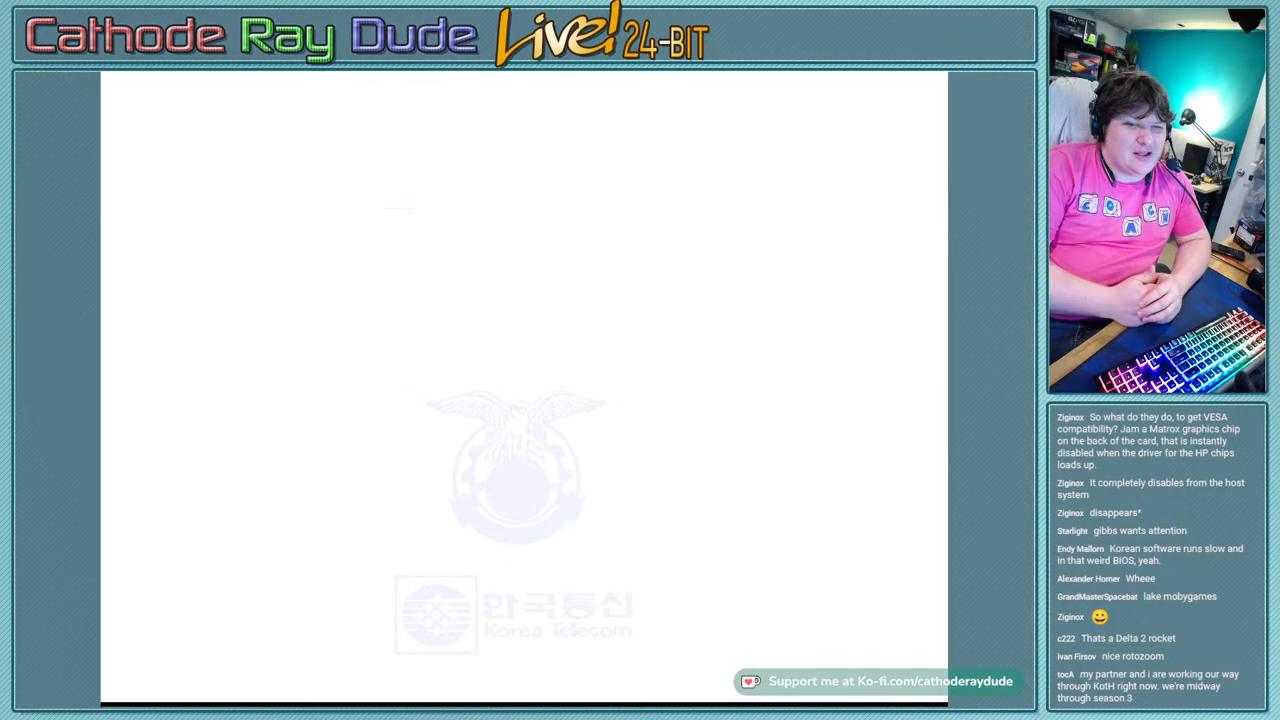 Cathode Ray Dude Live! 24-BIT
한국통신
Korea Telecom
Support me at Ko-fi.com/cathoderaydude
COACH
Ziginox So what do they do, to get VESA
compatibility? Jam a Matrox graphics chip
on the back of the card, that is instantly
disabled when the driver for the HP chips
loads up.
Ziginox It completely disables from the host
system
Ziginox disappears*
Starlight gibbs wants attention
Endy Mallorn Korean software runs slow and
in that weird BIOS, yeah.
Alexander Horner Wheee
GrandMasterSpacebat lake mobygames
Ziginox 😀
c222 Thats a Delta 2 rocket
Ivan Firsov nice rotozoom
tocA my partner and i are working our way
through KotH right now. we're midway
through season 3